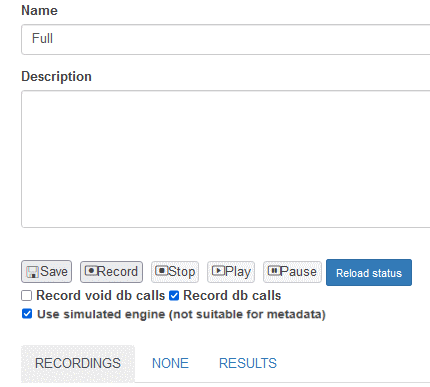 Name
Full
Description
Save Record Stop Play Pause Reload status
Record void db calls Record db calls
Use simulated engine (not suitable for metadata)
RECORDINGS NONE RESULTS